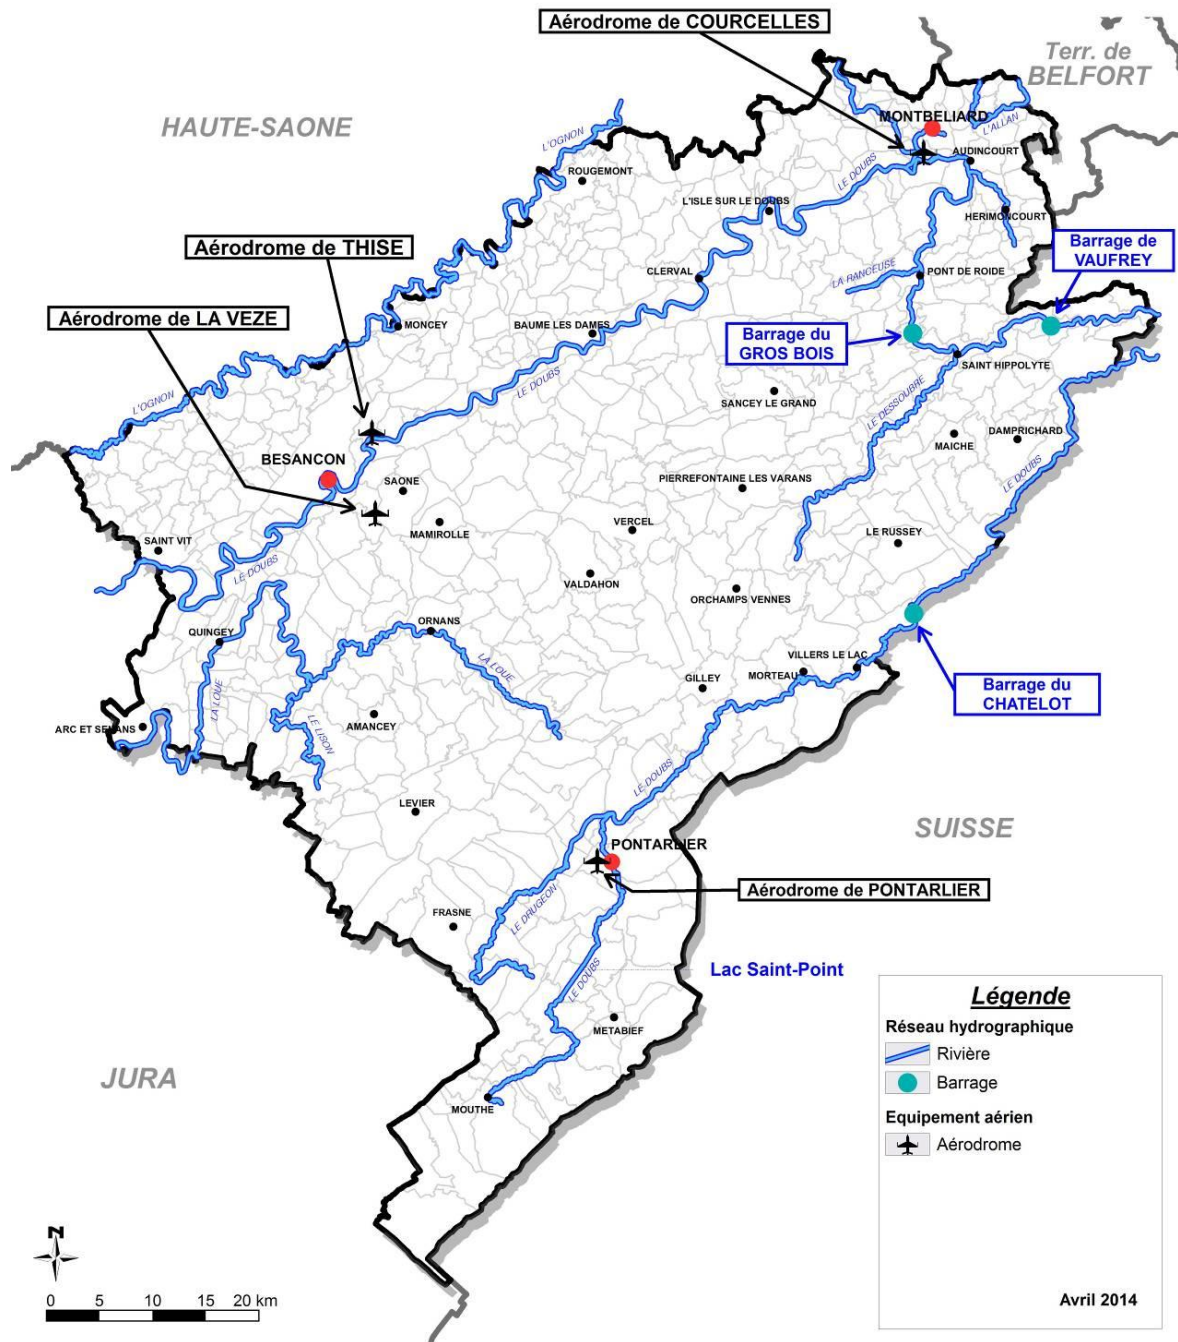 Aérodrome de COURCELLES
Terr. de
BELFORT
HAUTE-SAONE
MONTBELIARD
L'ALLAN
L'OGNON
AUDINCOURT
ROUGEMONT
LE DOUBS
L'ISLE SUR LE DOUBS
HERIMONCOURT
Aérodrome de THISE
Barrage de
VAUFREY
CLERVAL
LA RANCEUSE
PONT DE ROIDE
Aérodrome de LA VEZE
MONCEY
BAUME LES DAMES
Barrage du
GROS BOIS
SAINT HIPPOLYTE
LE DOUBS
L'OGNON
SANCEY LE GRAND
LE DESSOUBRE
MAICHE
DAMPRICHARD
BESANCON
SAONE
PIERREFONTAINE LES VARANS
LE DOUBS
MAMIROLLE
VERCEL
LE RUSSEY
SAINT VIT
LE DOUBS
VALDAHON
ORCHAMPS VENNES
QUINGEY
ORNANS
LA LOUE
VILLERS LE LAC
GILLEY
MORTEAU
Barrage du
CHATELOT
LA LOUE
LE LISON
AMANCEY
ARC ET SENANS
LE DOUBS
LEVIER
SUISSE
PONTARLIER
Aérodrome de PONTARLIER
LE DRUGEON
FRASNE
LE DOUBS
Lac Saint-Point
METABIEF
JURA
MOUTHE
Légende
Réseau hydrographique
Rivière
Barrage
Equipement aérien
Aérodrome
Avril 2014
N
0 5 10 15 20 km